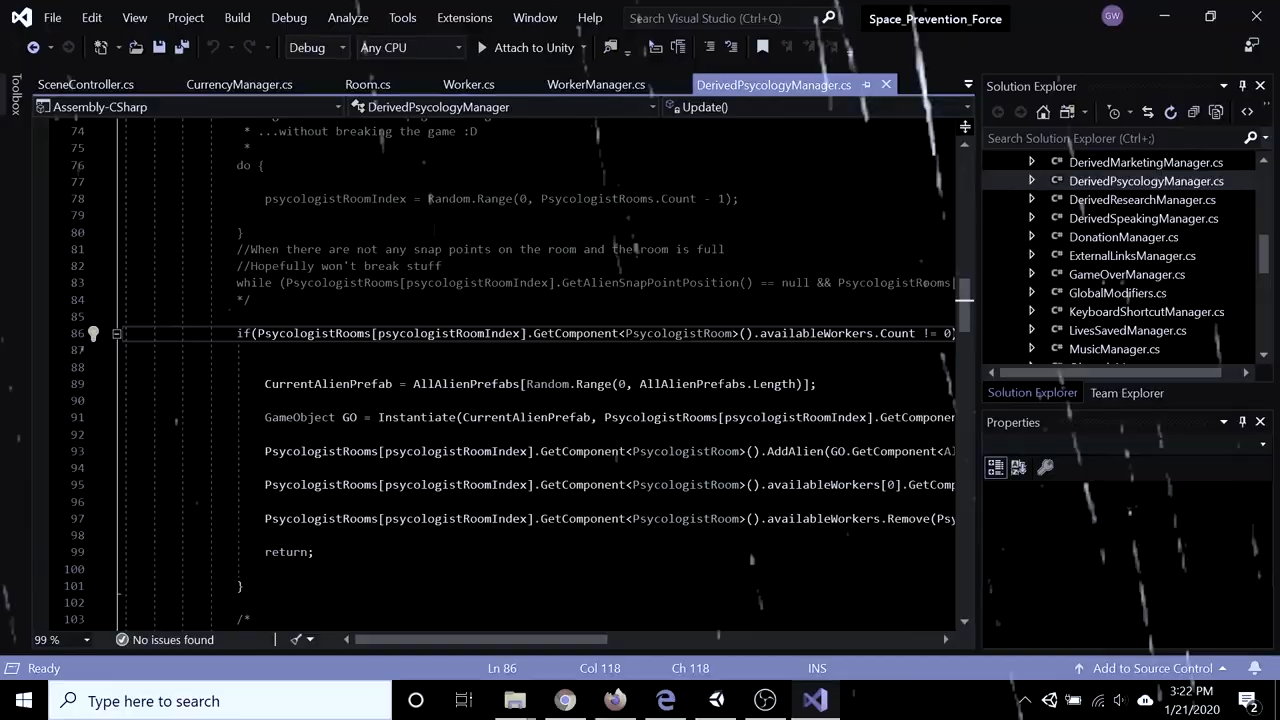 File Edit View Project Build Debug Analyze Tools Extensions Window Help Search Visual Studio (Ctrl+Q) Space_Prevention_Force GW
Debug Any CPU Attach to Unity
Toolbox
SceneController.cs CurrencyManager.cs Room.cs Worker.cs WorkerManager.cs DerivedPsycologyManager.cs
Assembly-CSharp DerivedPsycologyManager Update()
74 * ...without breaking the game :D
75 *
76 do {
77
78 psycologistRoomIndex = Random.Range(0, PsycologistRooms.Count - 1);
79
80 }
81 //When there are not any snap points on the room and the room is full
82 //Hopefully won't break stuff
83 while (PsycologistRooms[psycologistRoomIndex].GetAlienSnapPointPosition() == null && PsycologistRooms[
84 */
85
86 if(PsycologistRooms[psycologistRoomIndex].GetComponent<PsycologistRoom>().availableWorkers.Count != 0)
87
88
89 CurrentAlienPrefab = AllAlienPrefabs[Random.Range(0, AllAlienPrefabs.Length)];
90
91 GameObject GO = Instantiate(CurrentAlienPrefab, PsycologistRooms[psycologistRoomIndex].GetComponen
92
93 PsycologistRooms[psycologistRoomIndex].GetComponent<PsycologistRoom>().AddAlien(GO.GetComponent<Al
94
95 PsycologistRooms[psycologistRoomIndex].GetComponent<PsycologistRoom>().availableWorkers[0].GetComp
96
97 PsycologistRooms[psycologistRoomIndex].GetComponent<PsycologistRoom>().availableWorkers.Remove(Psy
98
99 return;
100
101 }
102
103 /*
99 % No issues found
Solution Explorer
Search Solution Explorer (Ctrl+;)
DerivedMarketingManager.cs
DerivedPsycologyManager.cs
DerivedResearchManager.cs
DerivedSpeakingManager.cs
DonationManager.cs
ExternalLinksManager.cs
GameOverManager.cs
GlobalModifiers.cs
KeyboardShortcutManager.cs
LivesSavedManager.cs
MusicManager.cs
Solution Explorer Team Explorer
Properties
Ready Ln 86 Col 118 Ch 118 INS Add to Source Control
Type here to search
3:22 PM
1/21/2020
2